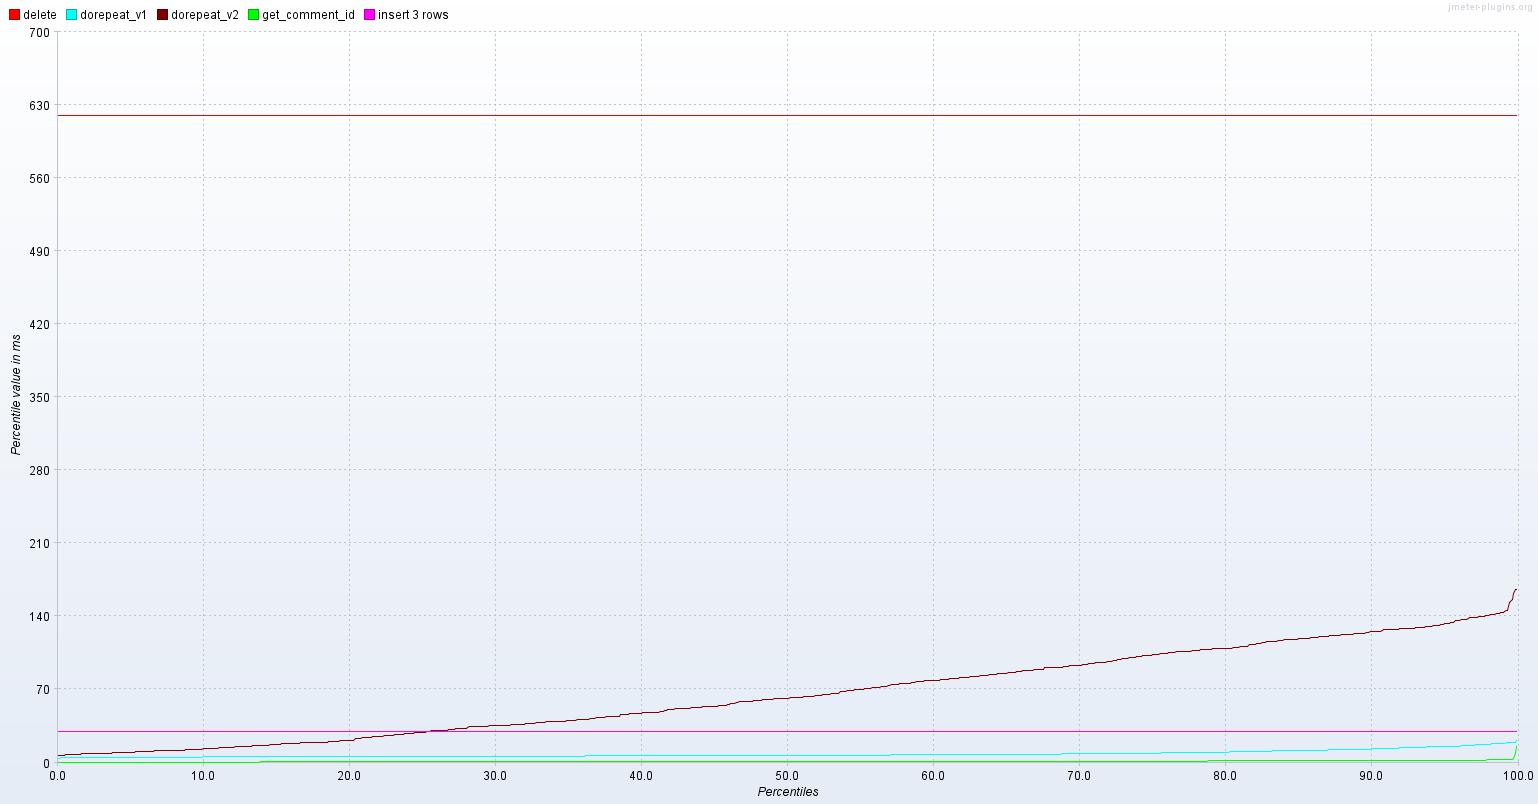 delete dorepeat_v1 dorepeat_v2 get_comment_id insert 3 rows
jmeter-plugins.org
700
630
560
490
420
350
280
210
140
70
0
Percentile value in ms
0.0 10.0 20.0 30.0 40.0 50.0 60.0 70.0 80.0 90.0 100.0
Percentiles